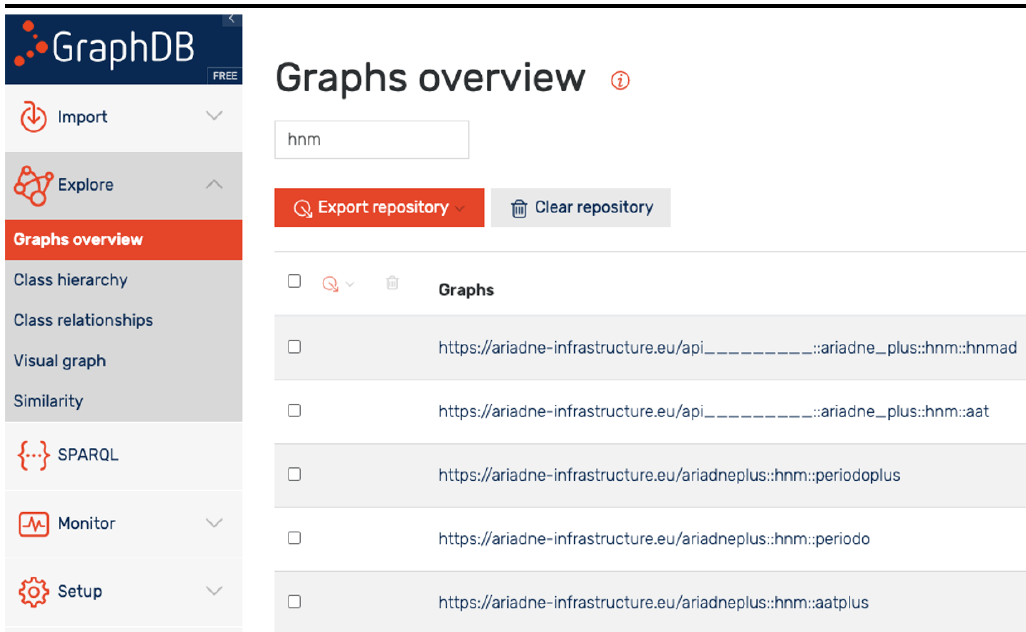 GraphDB
FREE
Import
Explore
Graphs overview
Class hierarchy
Class relationships
Visual graph
Similarity
SPARQL
Monitor
Setup
Graphs overview
hnm
Export repository
Clear repository
Graphs
https://ariadne-infrastructure.eu/api_________::ariadne_plus::hnm::hnmad
https://ariadne-infrastructure.eu/api_________::ariadne_plus::hnm::aat
https://ariadne-infrastructure.eu/ariadneplus::hnm::periodoplus
https://ariadne-infrastructure.eu/ariadneplus::hnm::periodo
https://ariadne-infrastructure.eu/ariadneplus::hnm::aatplus